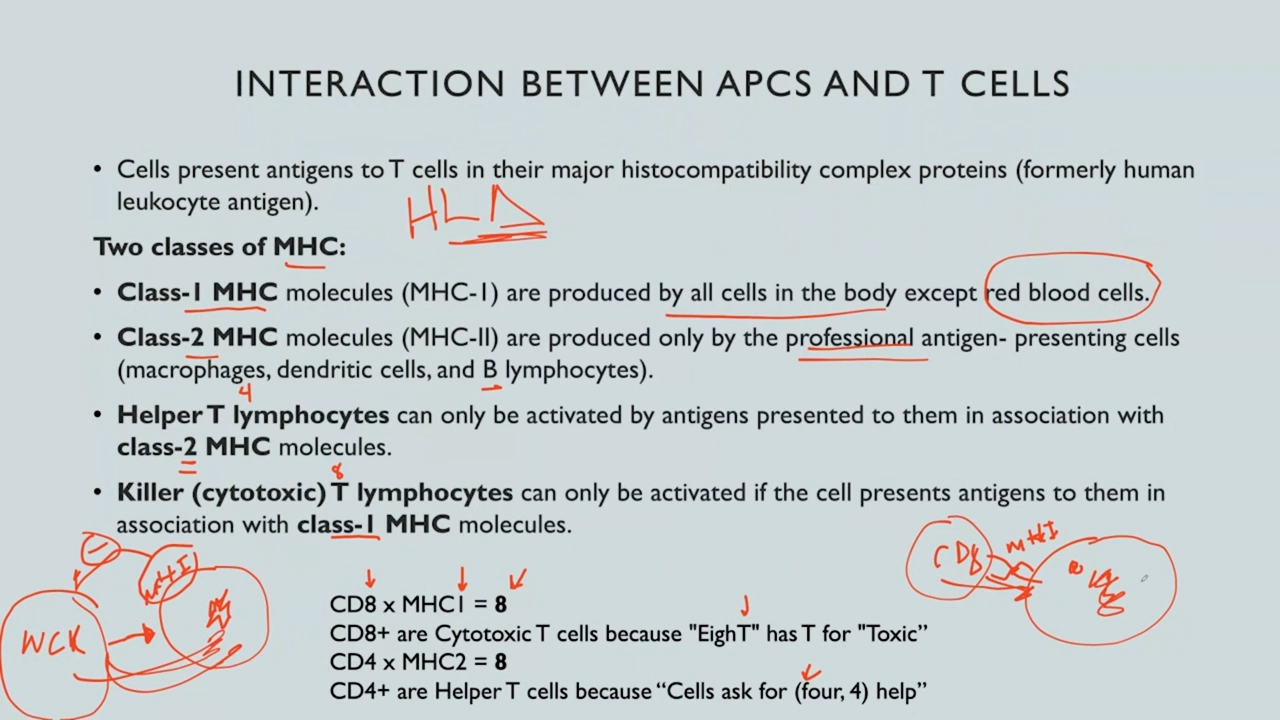 INTERACTION BETWEEN APCS AND T CELLS
• Cells present antigens to T cells in their major histocompatibility complex proteins (formerly human
leukocyte antigen).
HLA
Two classes of MHC:
• Class-1 MHC molecules (MHC-I) are produced by all cells in the body except red blood cells.
• Class-2 MHC molecules (MHC-II) are produced only by the professional antigen- presenting cells
(macrophages, dendritic cells, and B lymphocytes).
4
• Helper T lymphocytes can only be activated by antigens presented to them in association with
class-2 MHC molecules.
8
• Killer (cytotoxic) T lymphocytes can only be activated if the cell presents antigens to them in
association with class-1 MHC molecules.
CD8
CD8 x MHC1 = 8
CD8+ are Cytotoxic T cells because "EighT" has T for "Toxic”
CD4 x MHC2 = 8
CD4+ are Helper T cells because “Cells ask for (four, 4) help”